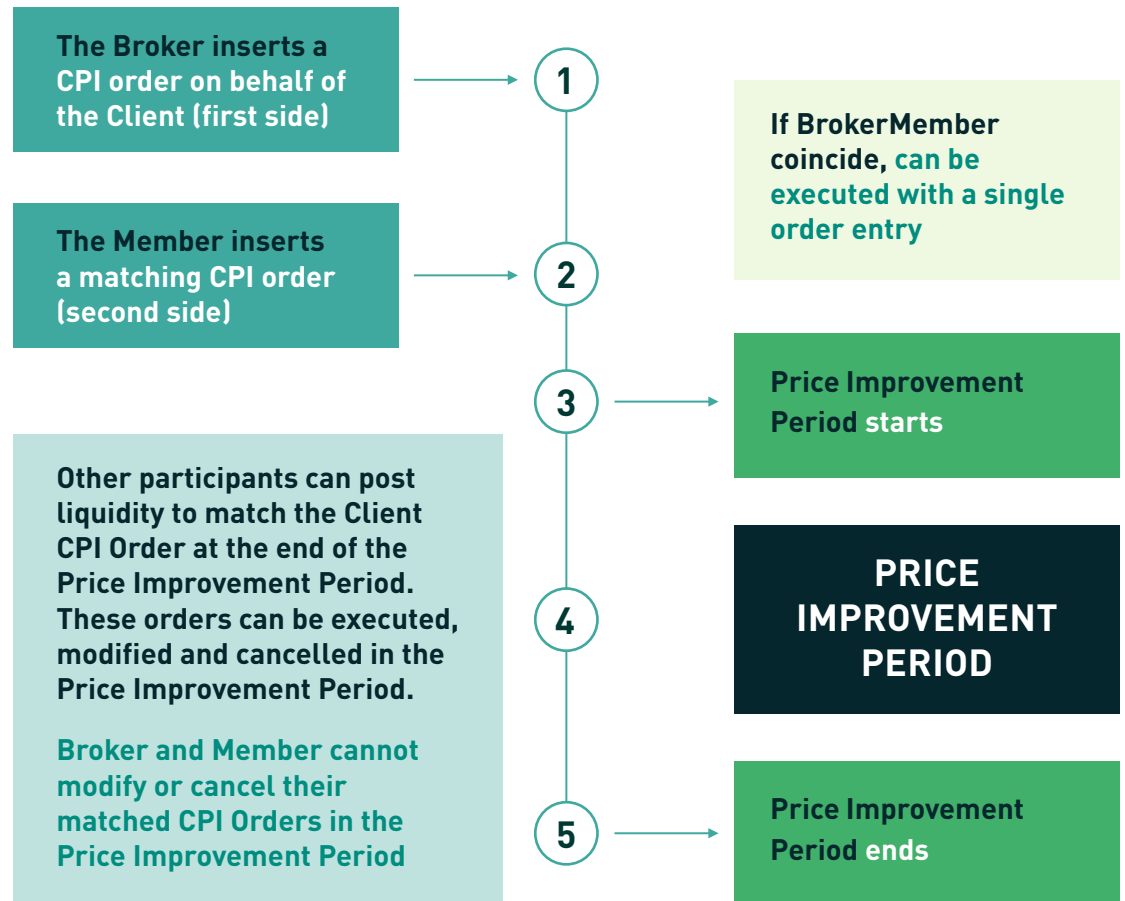 The Broker inserts a
CPI order on behalf of
the Client (first side)
1
If BrokerMember
coincide, can be
executed with a single
order entry
The Member inserts
a matching CPI order
(second side)
2
3
Price Improvement
Period starts
Other participants can post
liquidity to match the Client
CPI Order at the end of the
Price Improvement Period.
These orders can be executed,
modified and cancelled in the
Price Improvement Period.
Broker and Member cannot
modify or cancel their
matched CPI Orders in the
Price Improvement Period
4
PRICE
IMPROVEMENT
PERIOD
5
Price Improvement
Period ends